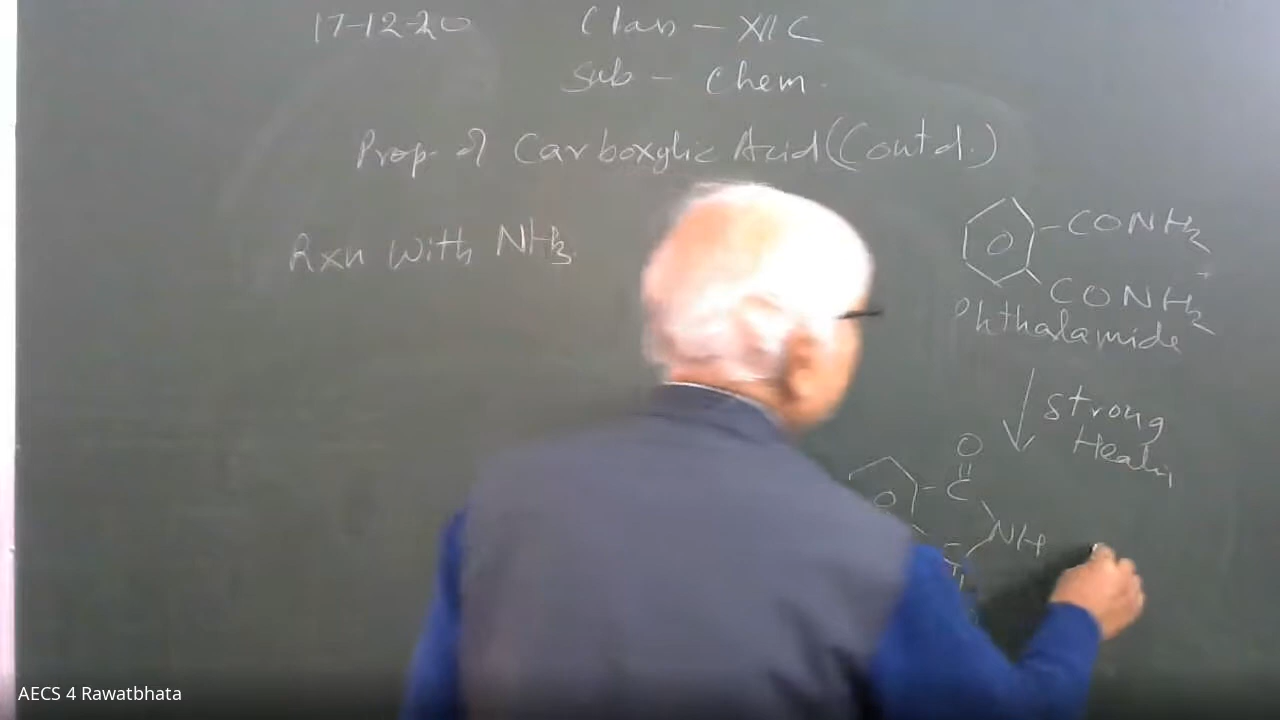 17-12-20 Class - XII C
Sub - Chem.
Prop. of Carboxylic Acid (Contd.)
Rxn with NH3
CONH2
CONH2
Phthalamide
Strong
Heating
O
C
NH
AECS 4 Rawatbhata